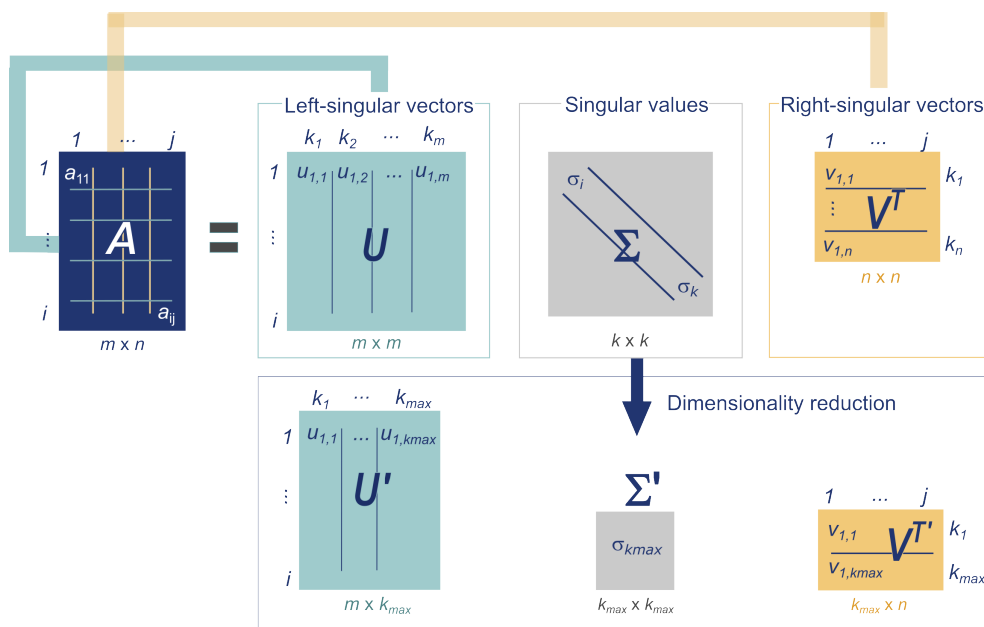 Left-singular vectors
Singular values
Right-singular vectors
1 ... j
k1 k2 ... km
1 ... j
1
a11
A
⋮
i
aij
m x n
=
1
u1,1 u1,2 ... u1,m
⋮
U
i
m x m
σi
Σ
σk
k x k
v1,1
k1
⋮
VT
v1,n
kn
n x n
Dimensionality reduction
k1 ... kmax
1
u1,1 ... u1,kmax
⋮
U'
i
m x kmax
Σ'
σkmax
kmax x kmax
1 ... j
v1,1
VT'
k1
v1,kmax
kmax
kmax x n